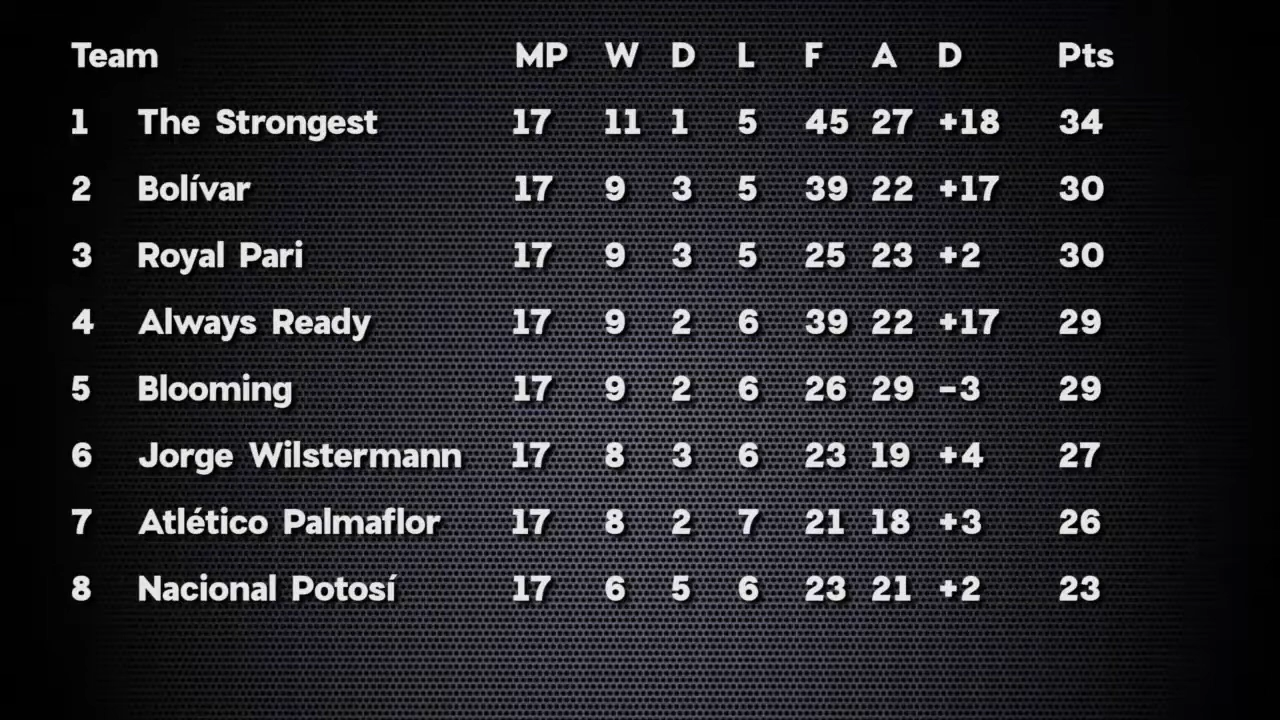 Team MP W D L F A D Pts
1 The Strongest 17 11 1 5 45 27 +18 34
2 Bolívar 17 9 3 5 39 22 +17 30
3 Royal Pari 17 9 3 5 25 23 +2 30
4 Always Ready 17 9 2 6 39 22 +17 29
5 Blooming 17 9 2 6 26 29 -3 29
6 Jorge Wilstermann 17 8 3 6 23 19 +4 27
7 Atlético Palmaflor 17 8 2 7 21 18 +3 26
8 Nacional Potosí 17 6 5 6 23 21 +2 23